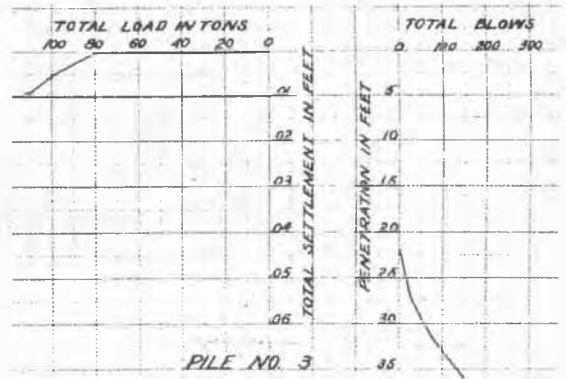 TOTAL LOAD IN TONS
100 80 60 40 20 0
.01
.02
.03
.04
.05
.06
TOTAL SETTLEMENT IN FEET
PILE NO. 3
TOTAL BLOWS
0 100 200 300
5
10
15
20
25
30
35
PENETRATION IN FEET